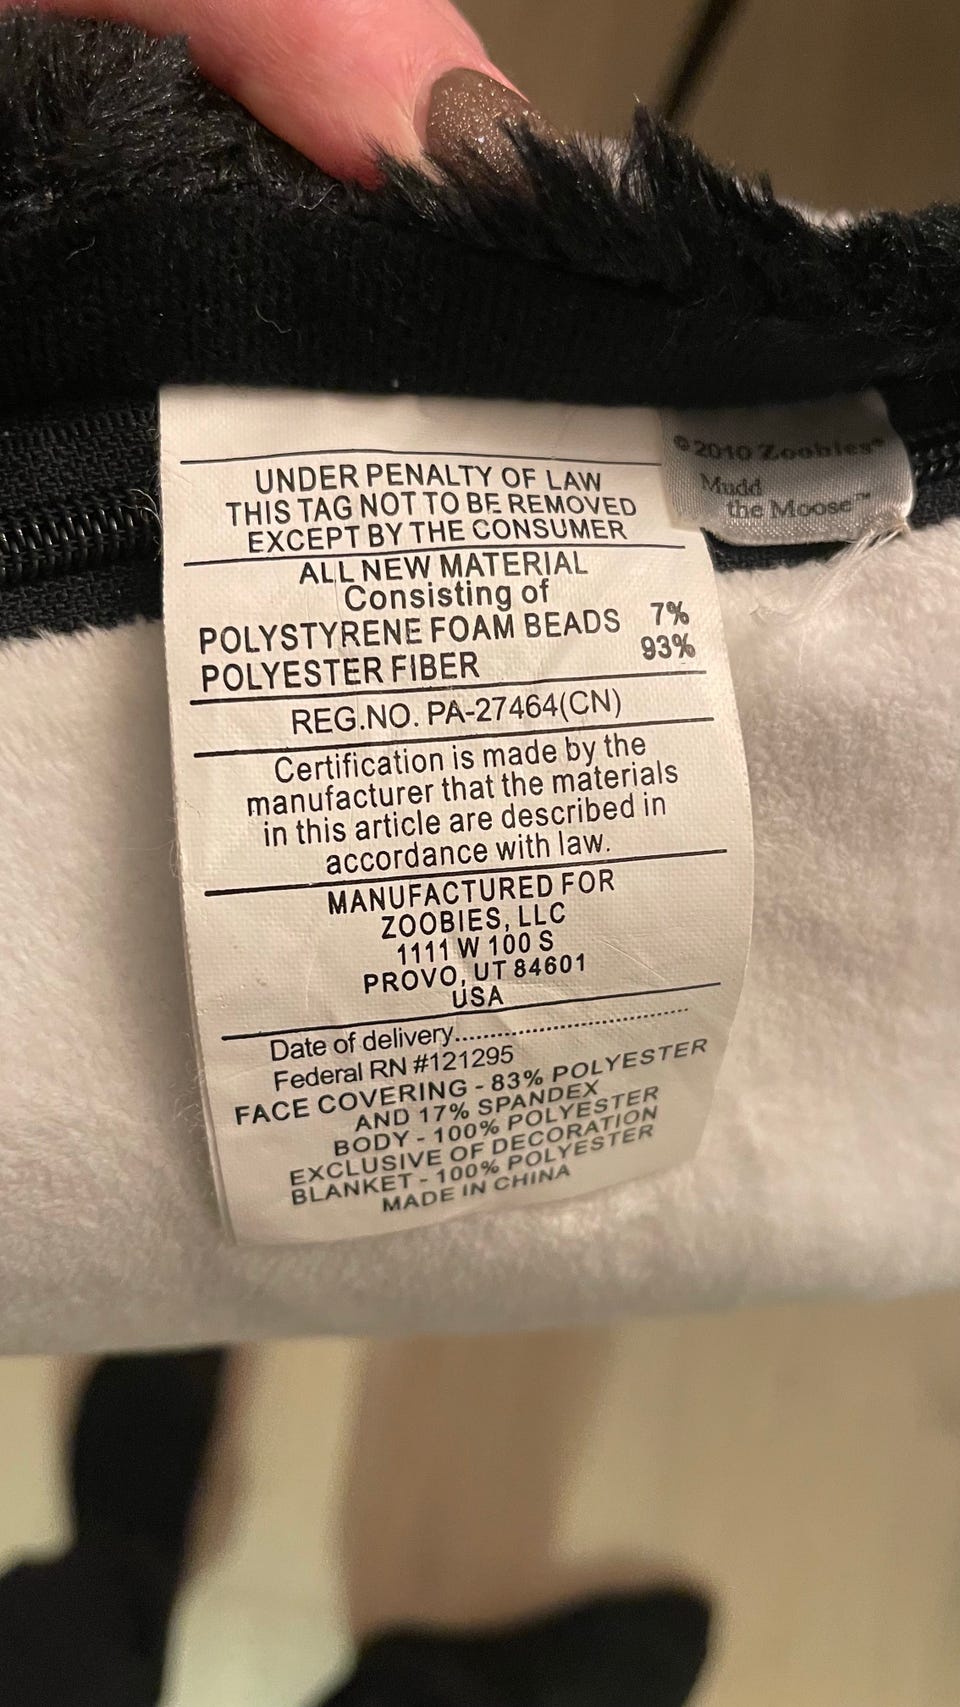 UNDER PENALTY OF LAW
THIS TAG NOT TO BE REMOVED
EXCEPT BY THE CONSUMER
ALL NEW MATERIAL
Consisting of
POLYSTYRENE FOAM BEADS 7%
POLYESTER FIBER 93%
REG.NO. PA-27464(CN)
Certification is made by the
manufacturer that the materials
in this article are described in
accordance with law.
MANUFACTURED FOR
ZOOBIES, LLC
1111 W 100 S
PROVO, UT 84601
USA
Date of delivery......................................
Federal RN #121295
FACE COVERING - 83% POLYESTER
AND 17% SPANDEX
BODY - 100% POLYESTER
EXCLUSIVE OF DECORATION
BLANKET - 100% POLYESTER
MADE IN CHINA
©2010 Zoobies®
Mudd
the Moose™